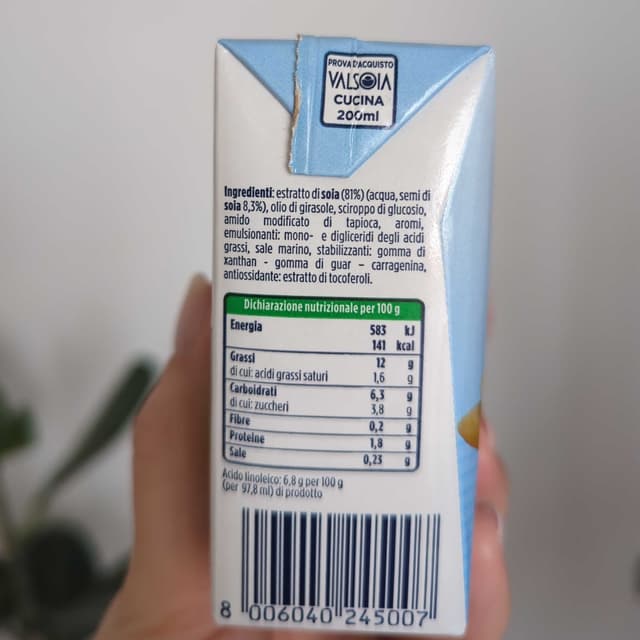 PROVA D'ACQUISTO
VALSOIA
CUCINA
200ml
Ingredienti: estratto di soia (81%) (acqua, semi di
soia 8,3%), olio di girasole, sciroppo di glucosio,
amido modificato di tapioca, aromi,
emulsionanti: mono- e digliceridi degli acidi
grassi, sale marino, stabilizzanti: gomma di
xanthan - gomma di guar – carragenina,
antiossidante: estratto di tocoferoli.
Dichiarazione nutrizionale per 100 g
Energia 583 kJ
141 kcal
Grassi 12 g
di cui: acidi grassi saturi 1,6 g
Carboidrati 6,3 g
di cui: zuccheri 3,8 g
Fibre 0,2 g
Proteine 1,8 g
Sale 0,23 g
Acido linoleico: 6,8 g per 100 g
(per 97,8 ml) di prodotto
8 006040 245007